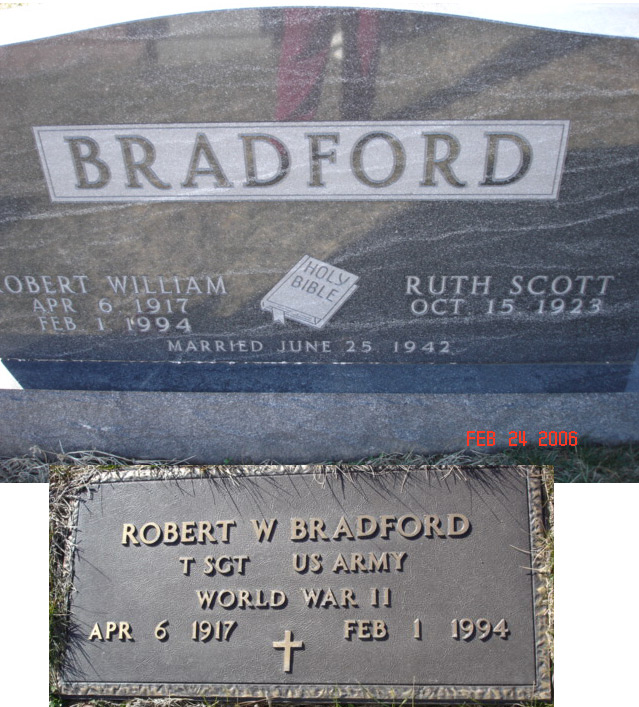 BRADFORD
HOLY
BIBLE
OBERT WILLIAM
APR 6 1917
FEB 1 1994
RUTH SCOTT
OCT 15 1923
MARRIED JUNE 25 1942
FEB 24 2006
ROBERT W BRADFORD
T SGT US ARMY
WORLD WAR II
APR 6 1917 FEB 1 1994